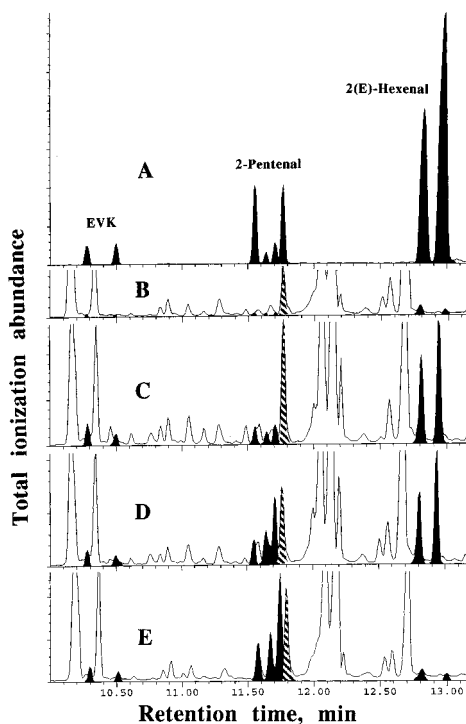 2(E)-Hexenal
2-Pentenal
A
EVK
B
C
D
E
Total ionization abundance
10.50 11.00 11.50 12.00 12.50 13.00
Retention time, min